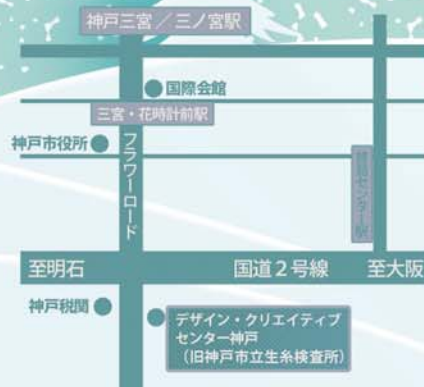 神戸三宮／三ノ宮駅
国際会館
三宮・花時計前駅
神戸市役所
フラワーロード
貿易センター駅
至明石
国道2号線
至大阪
神戸税関
デザイン・クリエイティブ
センター神戸
(旧神戸市立生糸検査所)